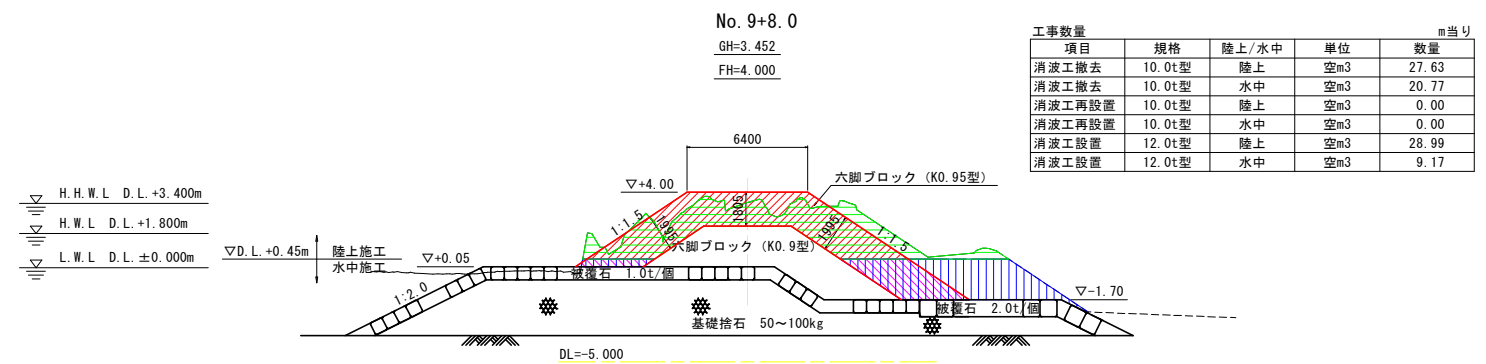 No. 9+8.0
GH=3.452
FH=4.000
工事数量 m当り
項目 規格 陸上/水中 単位 数量
消波工撤去 10.0t型 陸上 空m3 27.63
消波工撤去 10.0t型 水中 空m3 20.77
消波工再設置 10.0t型 陸上 空m3 0.00
消波工再設置 10.0t型 水中 空m3 0.00
消波工設置 12.0t型 陸上 空m3 28.99
消波工設置 12.0t型 水中 空m3 9.17
6400
六脚ブロック (K0.95型)
▽+4.00
H.H.W.L D.L.+3.400m
H.W.L D.L.+1.800m
L.W.L D.L.±0.000m
▽D.L.+0.45m
陸上施工
水中施工
▽+0.05
1:1.5
1995
1805
1995
1:1.5
六脚ブロック (K0.9型)
被覆石 1.0t/個
1:2.0
▽-1.70
被覆石 2.0t/個
基礎捨石 50～100kg
DL=-5.000